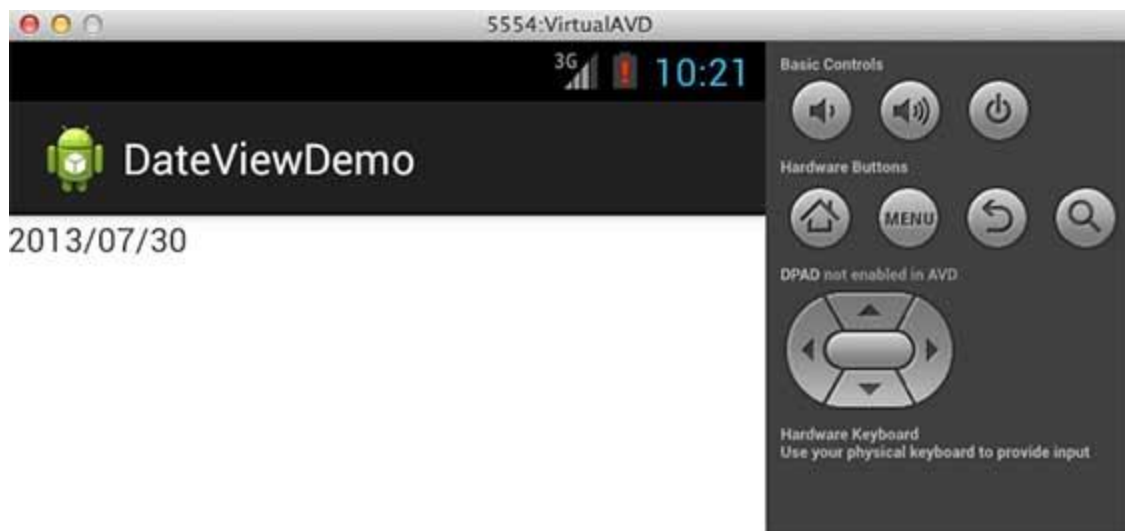 5554:VirtualAVD
3G 10:21
DateViewDemo
2013/07/30
Basic Controls
Hardware Buttons
MENU
DPAD not enabled in AVD
Hardware Keyboard
Use your physical keyboard to provide input